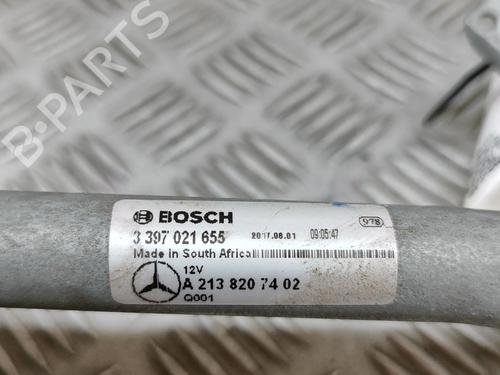 B-PARTS
BOSCH
3 397 021 655 2017.08.01 09:05:47 978
Made in South Africa
12V
A 213 820 74 02
Q001